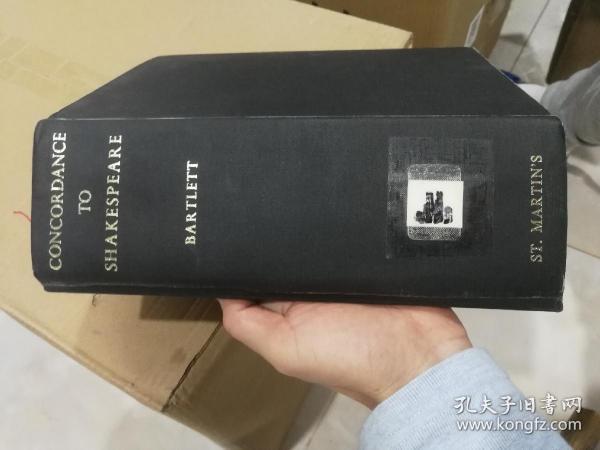 CONCORDANCE
TO
SHAKESPEARE
BARTLETT
ST. MARTIN'S
孔夫子旧书网
www.kongfz.com